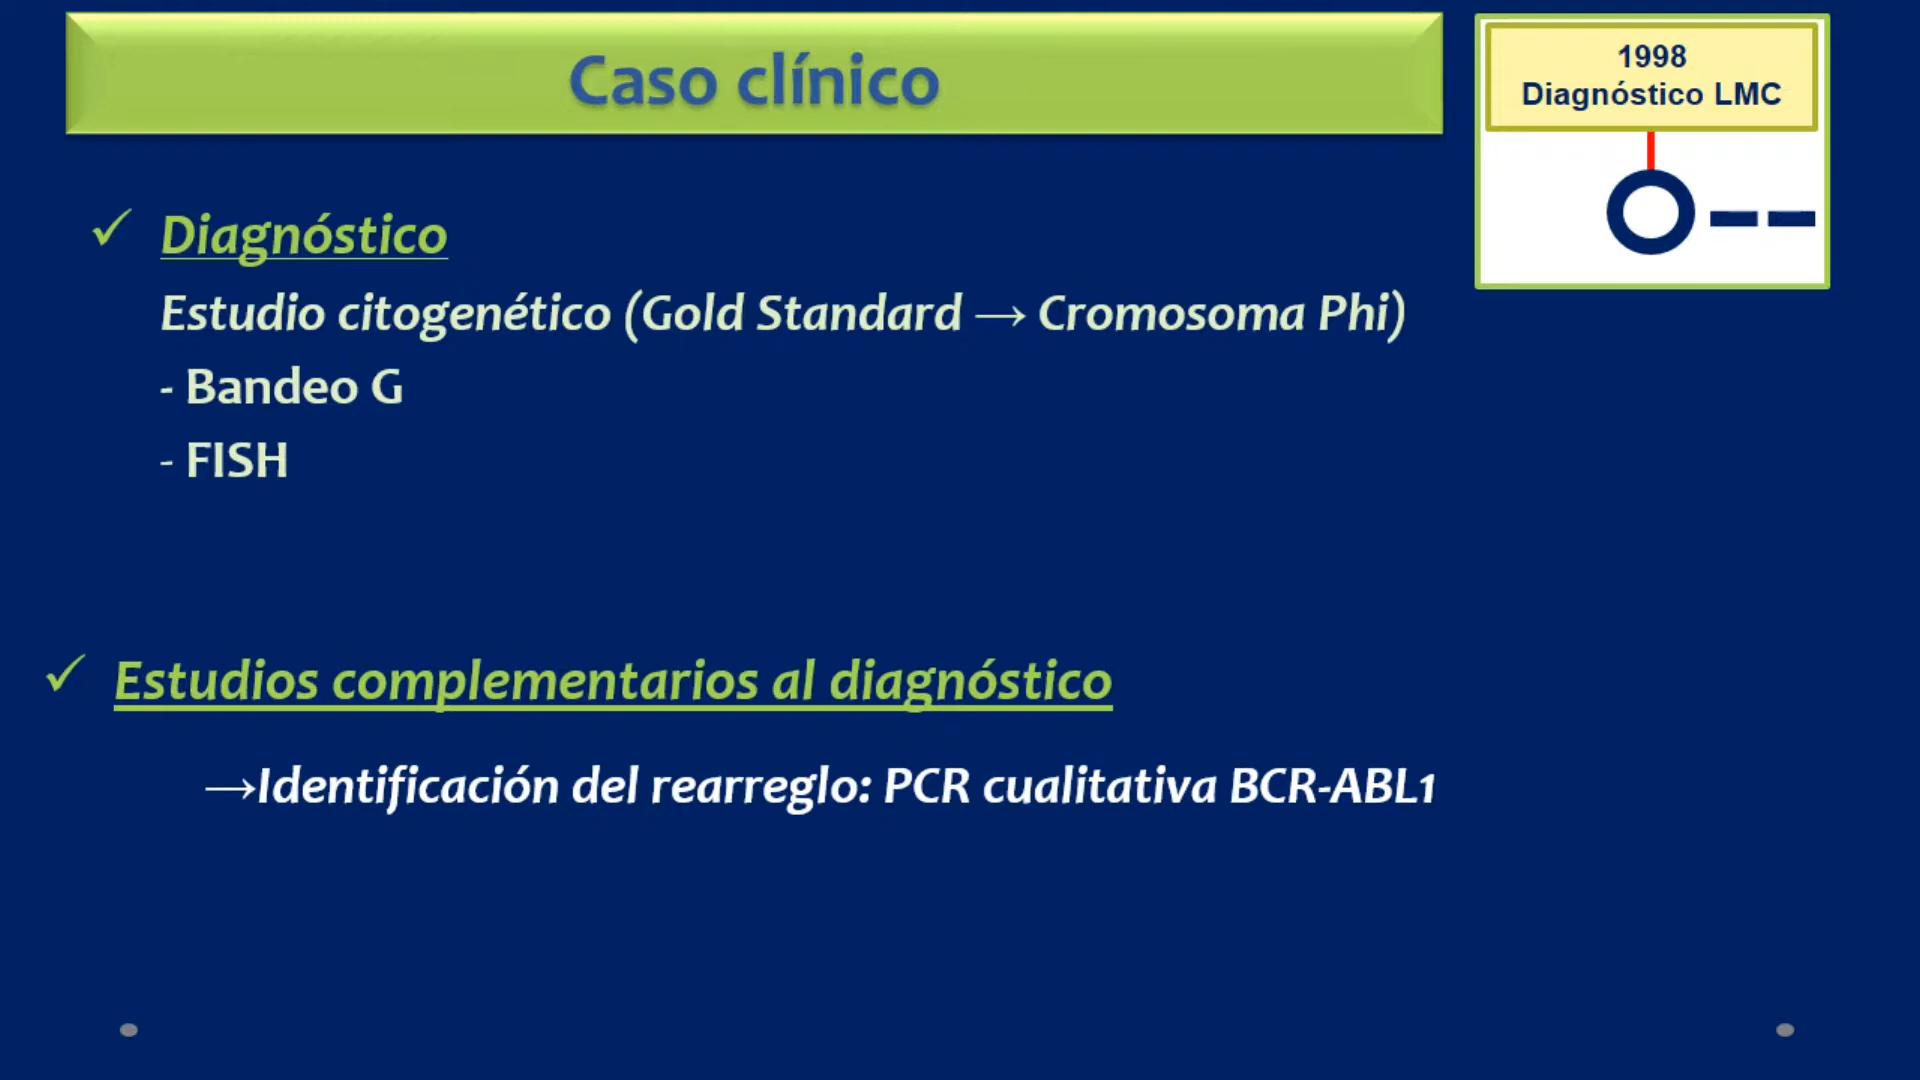 Caso clínico
1998
Diagnóstico LMC
✓ Diagnóstico
Estudio citogenético (Gold Standard → Cromosoma Phi)
- Bandeo G
- FISH
✓ Estudios complementarios al diagnóstico
→Identificación del rearreglo: PCR cualitativa BCR-ABL1